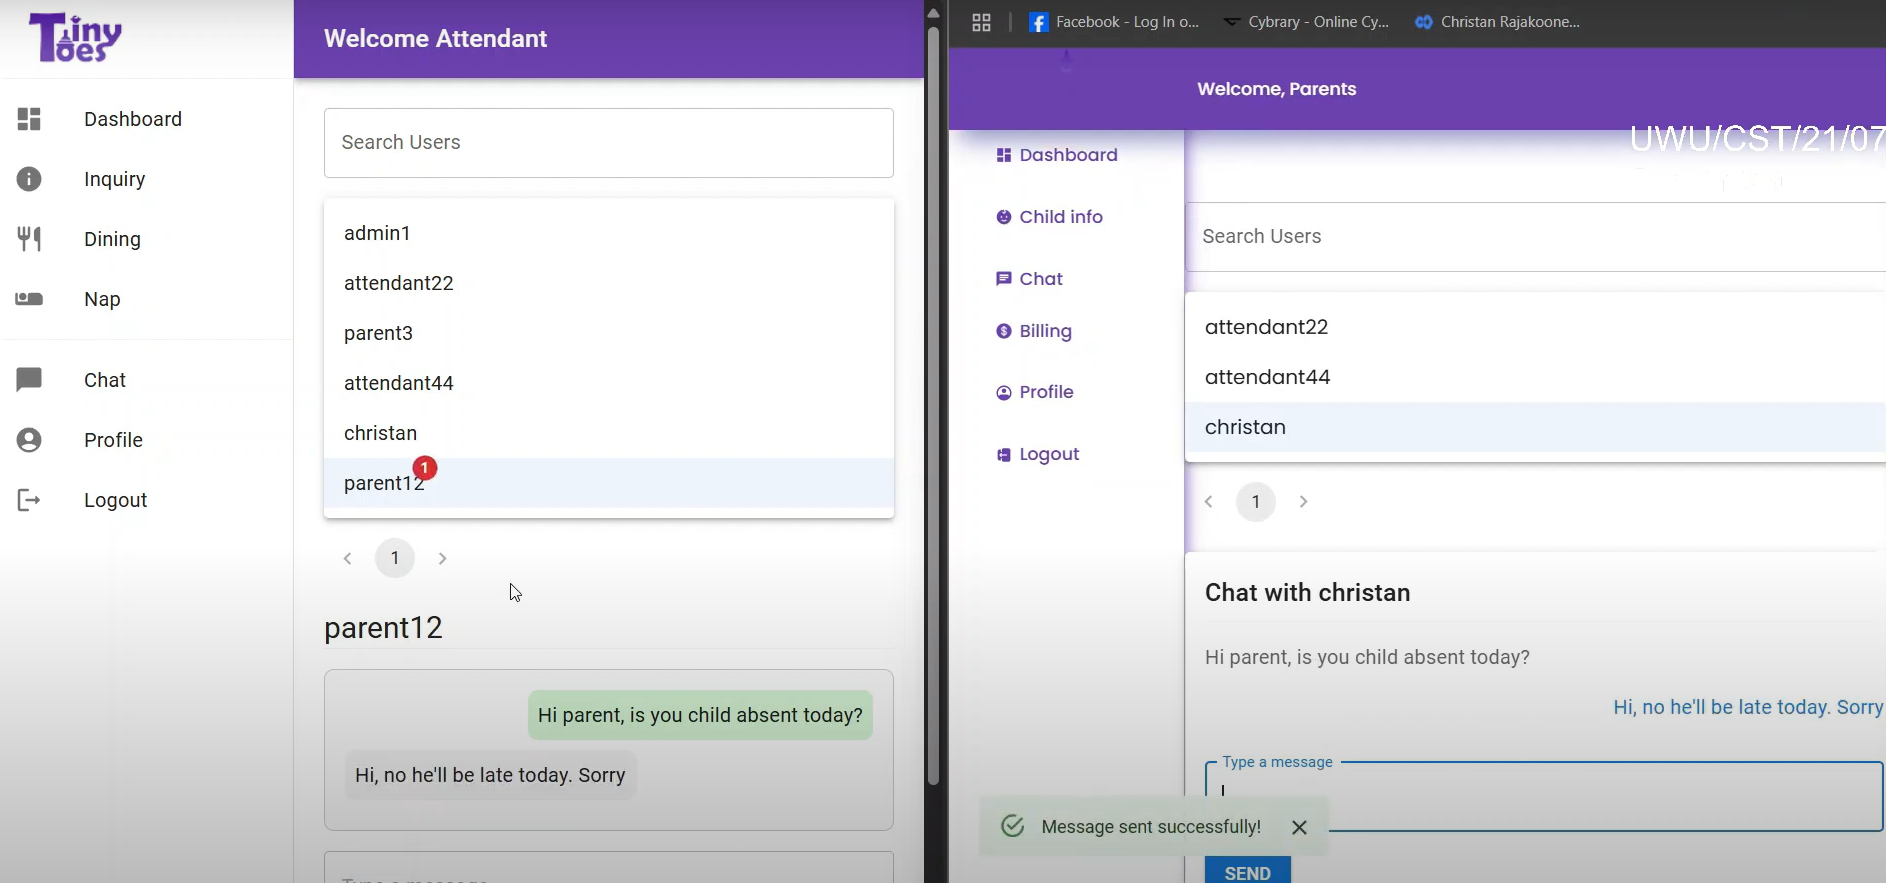 Tiny Toes
Welcome Attendant
Dashboard
Inquiry
Dining
Nap
Chat
Profile
Logout
Search Users
admin1
attendant22
parent3
attendant44
christan
parent12
1
1
parent12
Hi parent, is you child absent today?
Hi, no he'll be late today. Sorry
Facebook - Log In o...
Cybrary - Online Cy...
Christan Rajakoone...
Welcome, Parents
UWU/CST/21/07
Dashboard
Child info
Chat
Billing
Profile
Logout
Search Users
attendant22
attendant44
christan
1
Chat with christan
Hi parent, is you child absent today?
Hi, no he'll be late today. Sorry
Type a message
Message sent successfully!
SEND